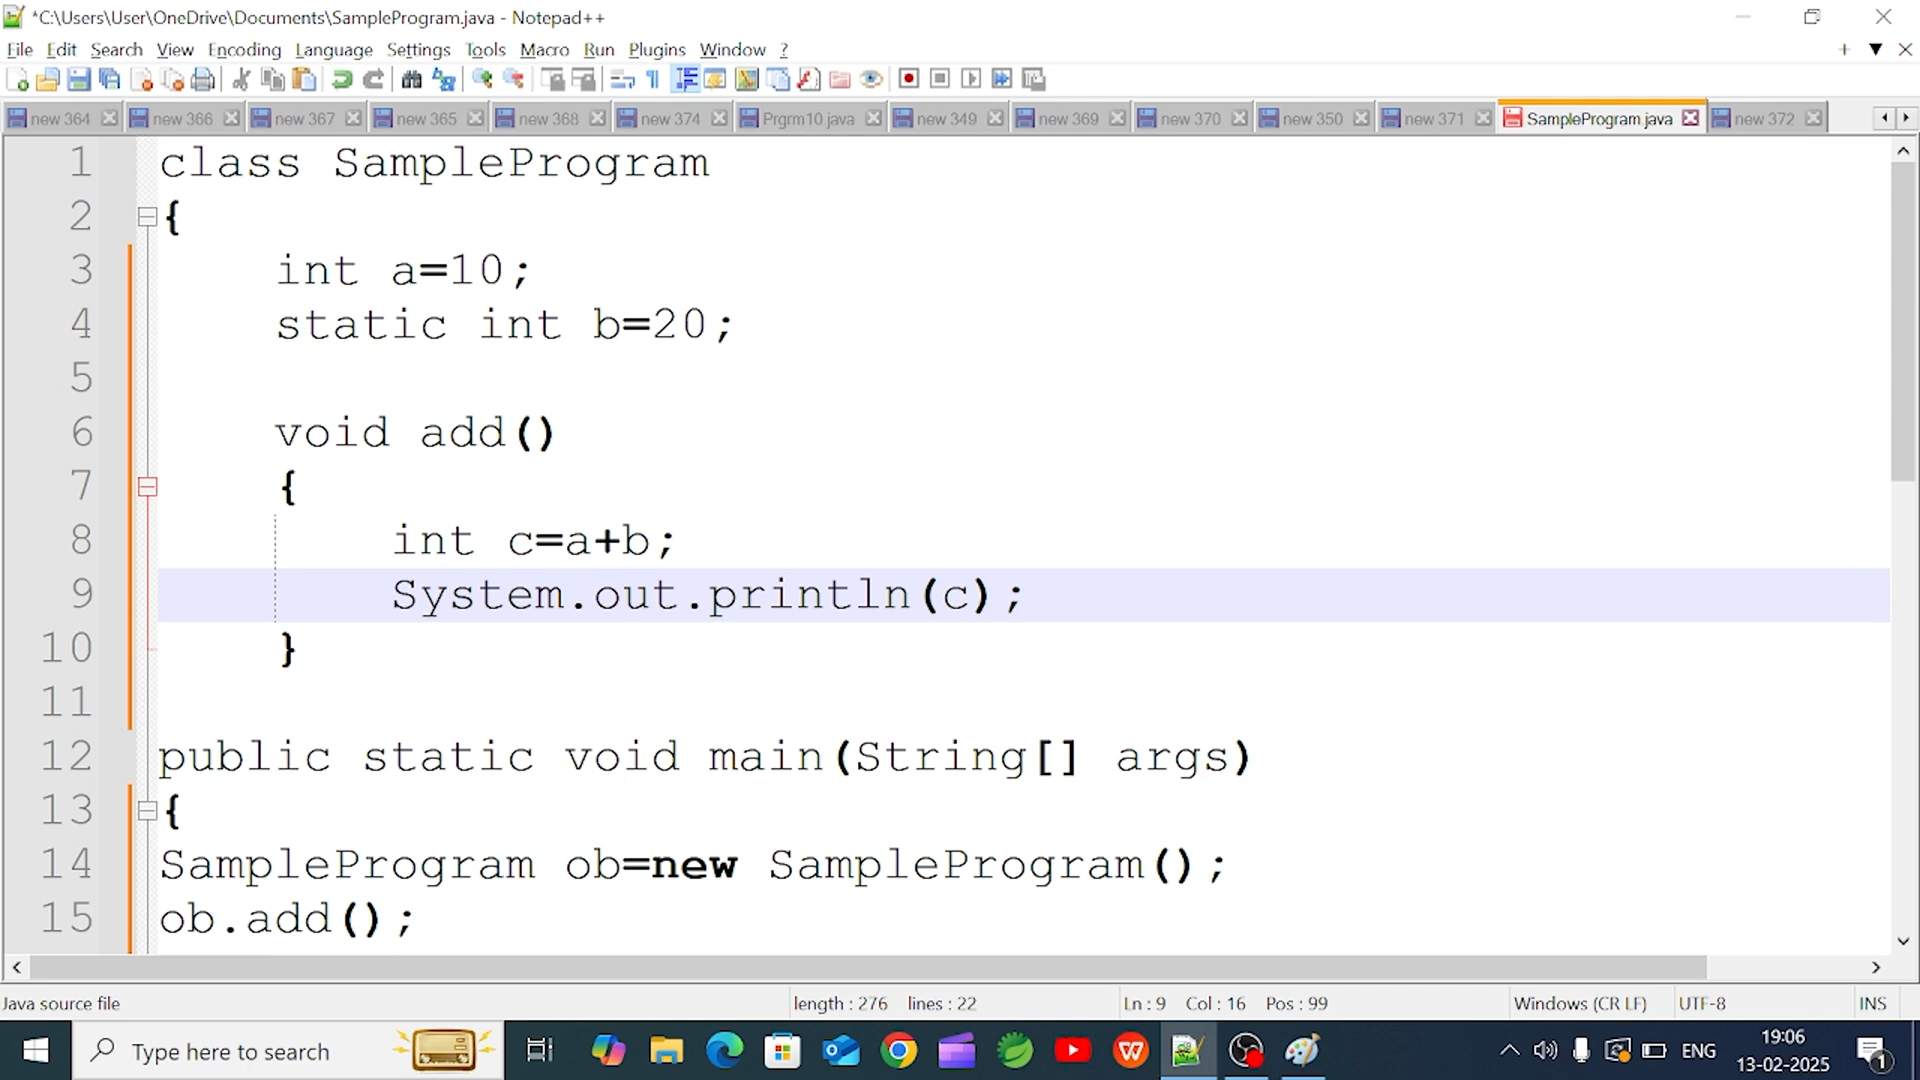 *C:\Users\User\OneDrive\Documents\SampleProgram.java - Notepad++
File Edit Search View Encoding Language Settings Tools Macro Run Plugins Window ?
new 364 new 366 new 367 new 365 new 368 new 374 Prgrm10.java new 349 new 369 new 370 new 350 new 371 SampleProgram.java new 372
1 class SampleProgram
2 {
3 int a=10;
4 static int b=20;
5
6 void add()
7 {
8 int c=a+b;
9 System.out.println(c);
10 }
11
12 public static void main(String[] args)
13 {
14 SampleProgram ob=new SampleProgram();
15 ob.add();
Java source file length : 276 lines : 22 Ln : 9 Col : 16 Pos : 99 Windows (CR LF) UTF-8 INS
Type here to search ENG 19:06
13-02-2025 1